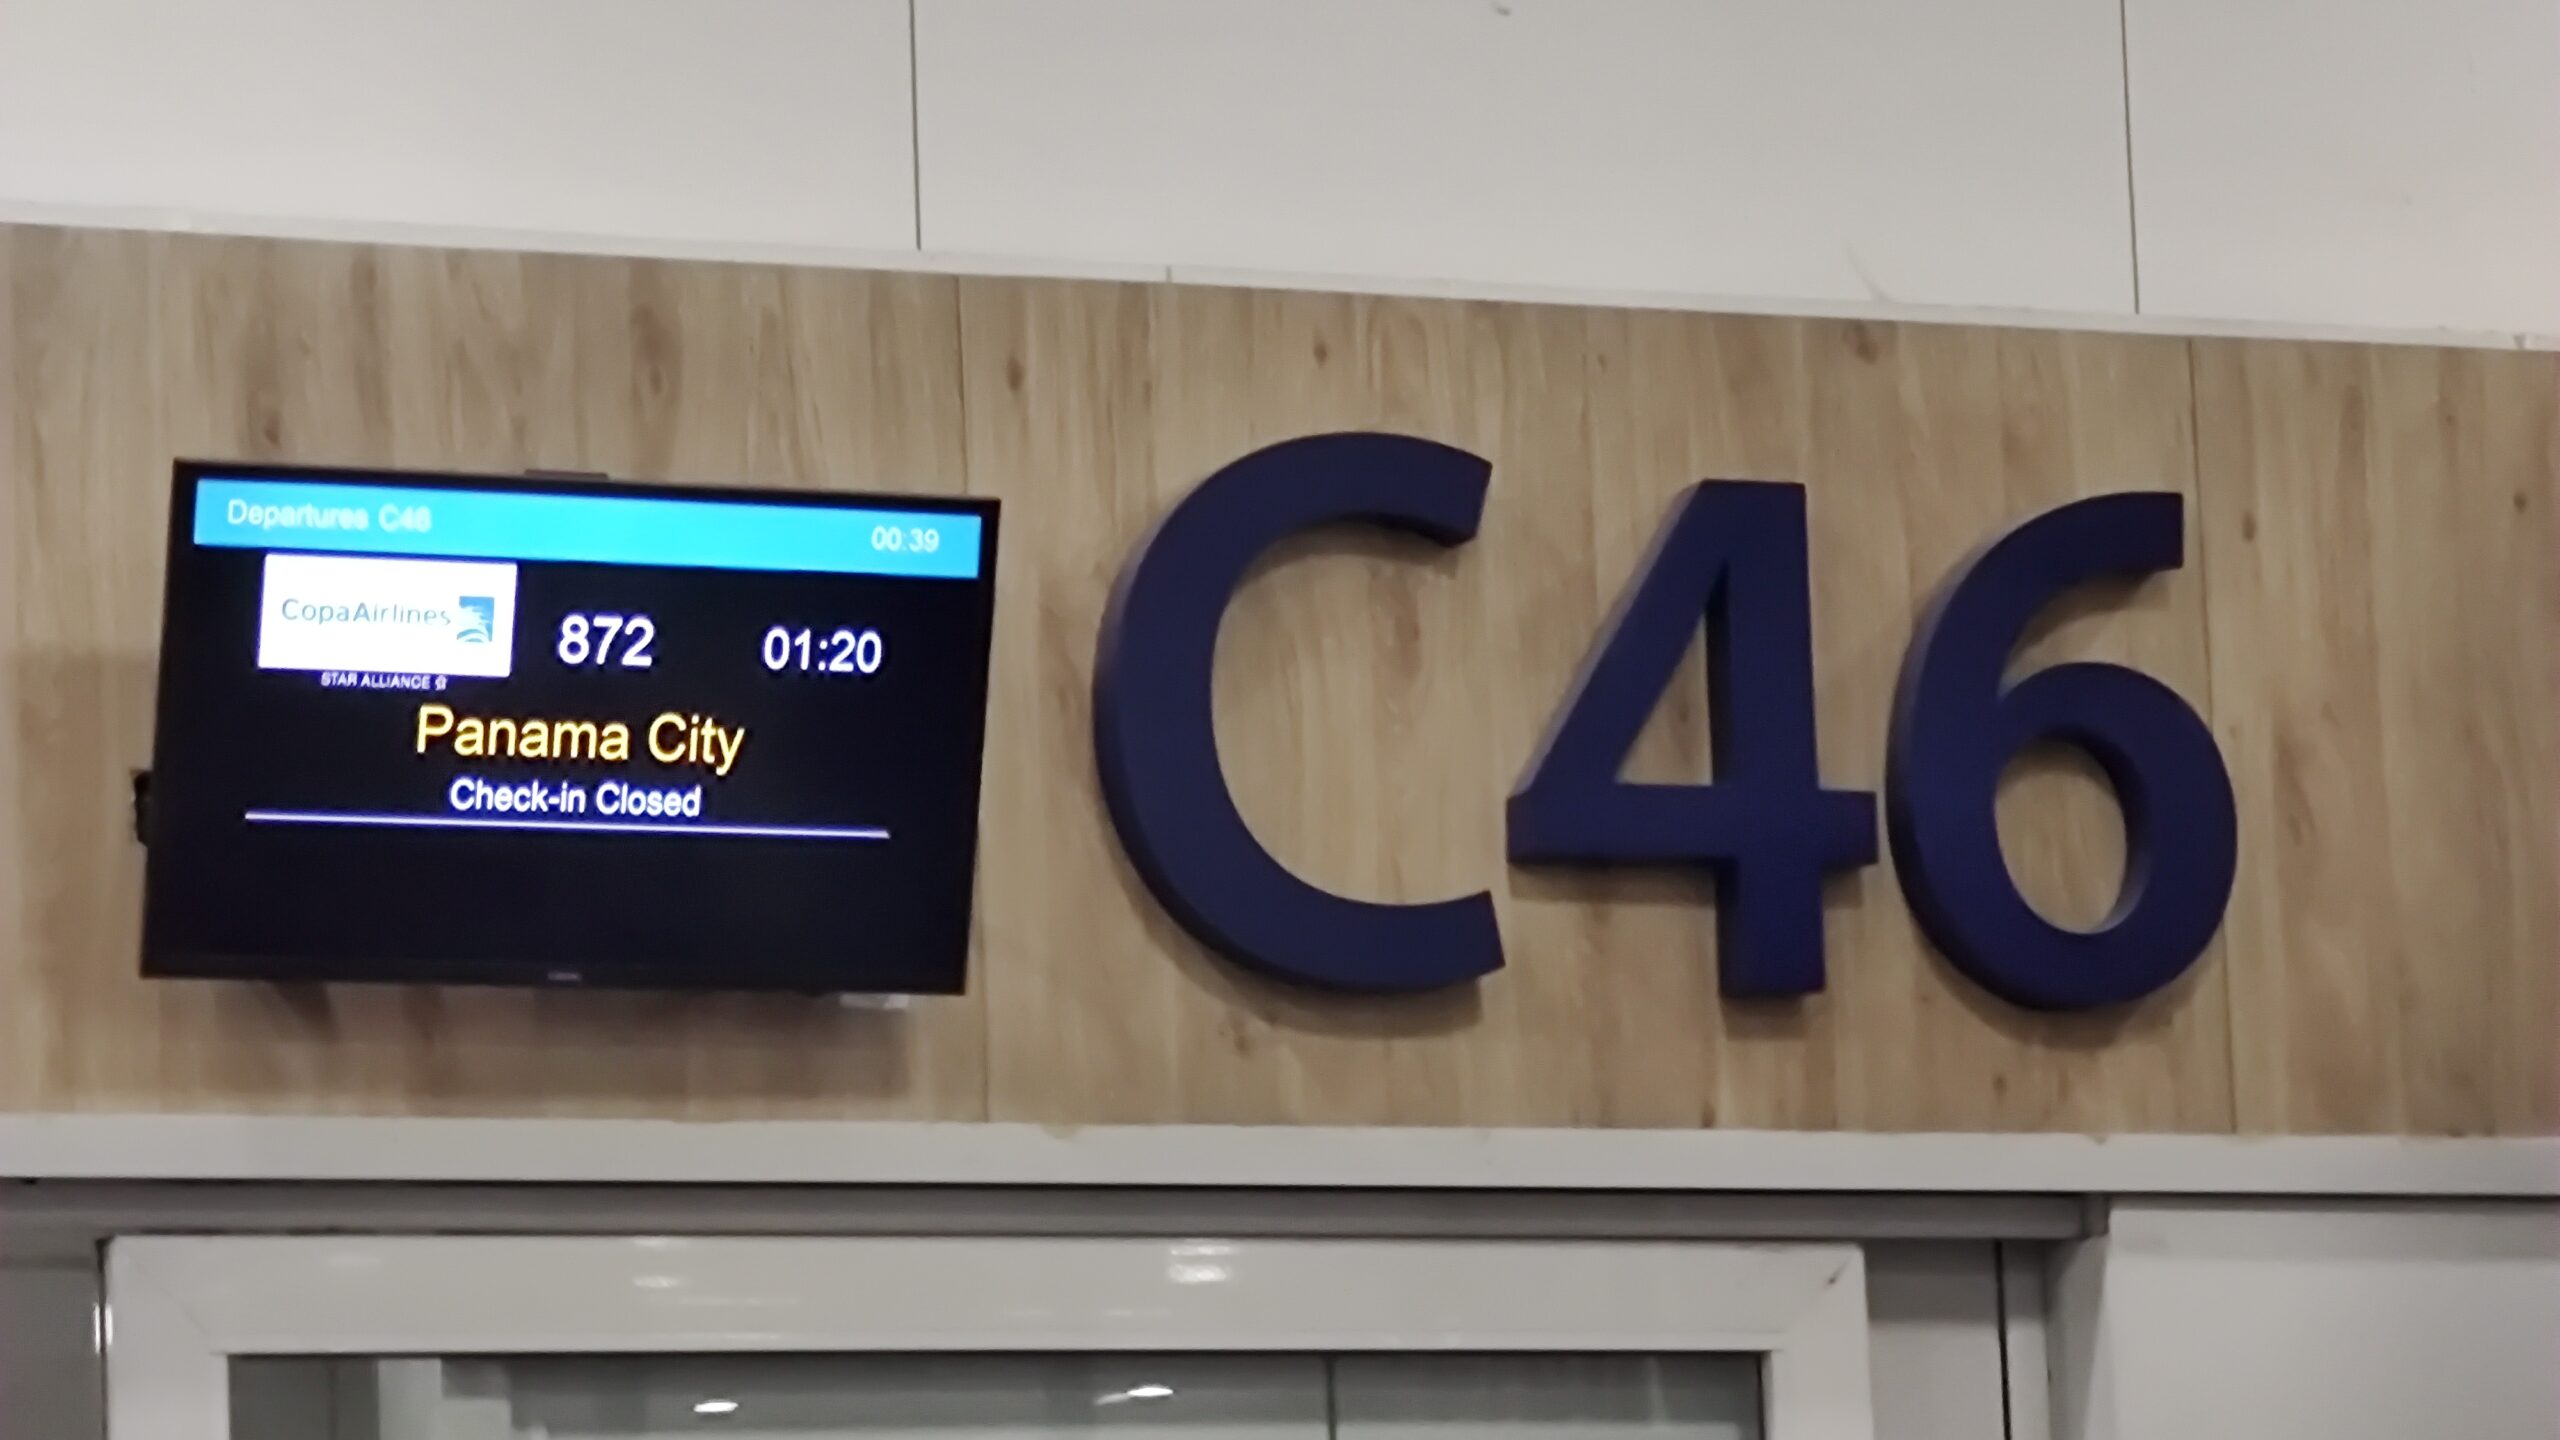 Departures C46
00:39
CopaAirlines
872
01:20
STAR ALLIANCE
Panama City
Check-in Closed
C46